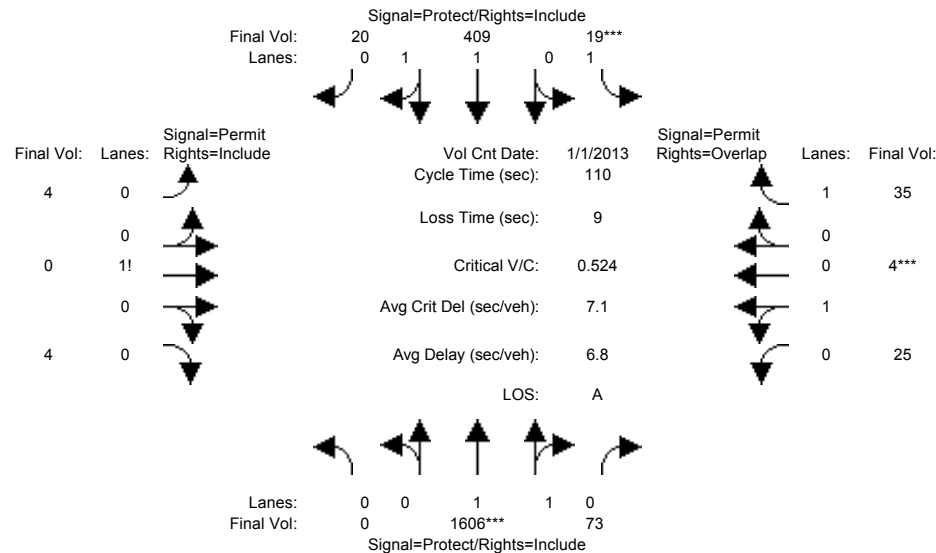 Signal=Protect/Rights=Include
Final Vol: 20 409 19***
Lanes: 0 1 1 0 1
Signal=Permit Signal=Permit
Final Vol: Lanes: Rights=Include Vol Cnt Date: 1/1/2013 Rights=Overlap Lanes: Final Vol:
Cycle Time (sec): 110
4 0 1 35
Loss Time (sec): 9
0 0
0 1! Critical V/C: 0.524 0 4***
0 Avg Crit Del (sec/veh): 7.1 1
4 0 Avg Delay (sec/veh): 6.8 0 25
LOS: A
Lanes: 0 0 1 1 0
Final Vol: 0 1606*** 73
Signal=Protect/Rights=Include